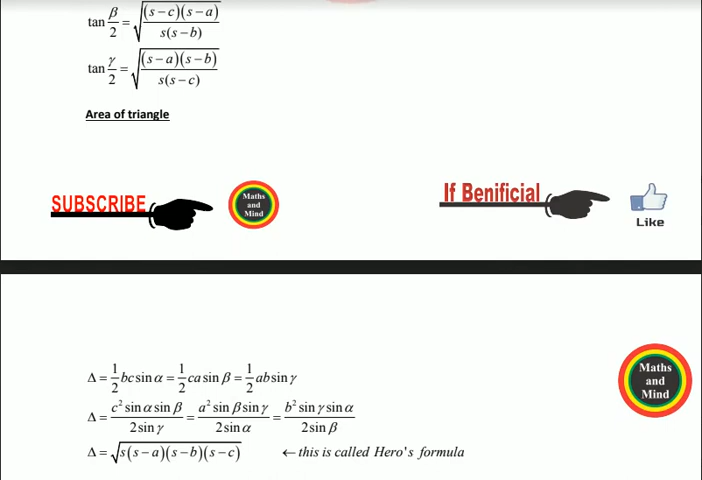 tan β/2 = √((s−c)(s−a)/s(s−b))
tan γ/2 = √((s−a)(s−b)/s(s−c))
Area of triangle
SUBSCRIBE
Maths
and
Mind
If Benificial
Like
Δ = 1/2 bc sin α = 1/2 ca sin β = 1/2 ab sin γ
Maths
and
Mind
Δ = c² sin α sin β / 2 sin γ = a² sin β sin γ / 2 sin α = b² sin γ sin α / 2 sin β
Δ = √(s(s−a)(s−b)(s−c)) ← this is called Hero's formula